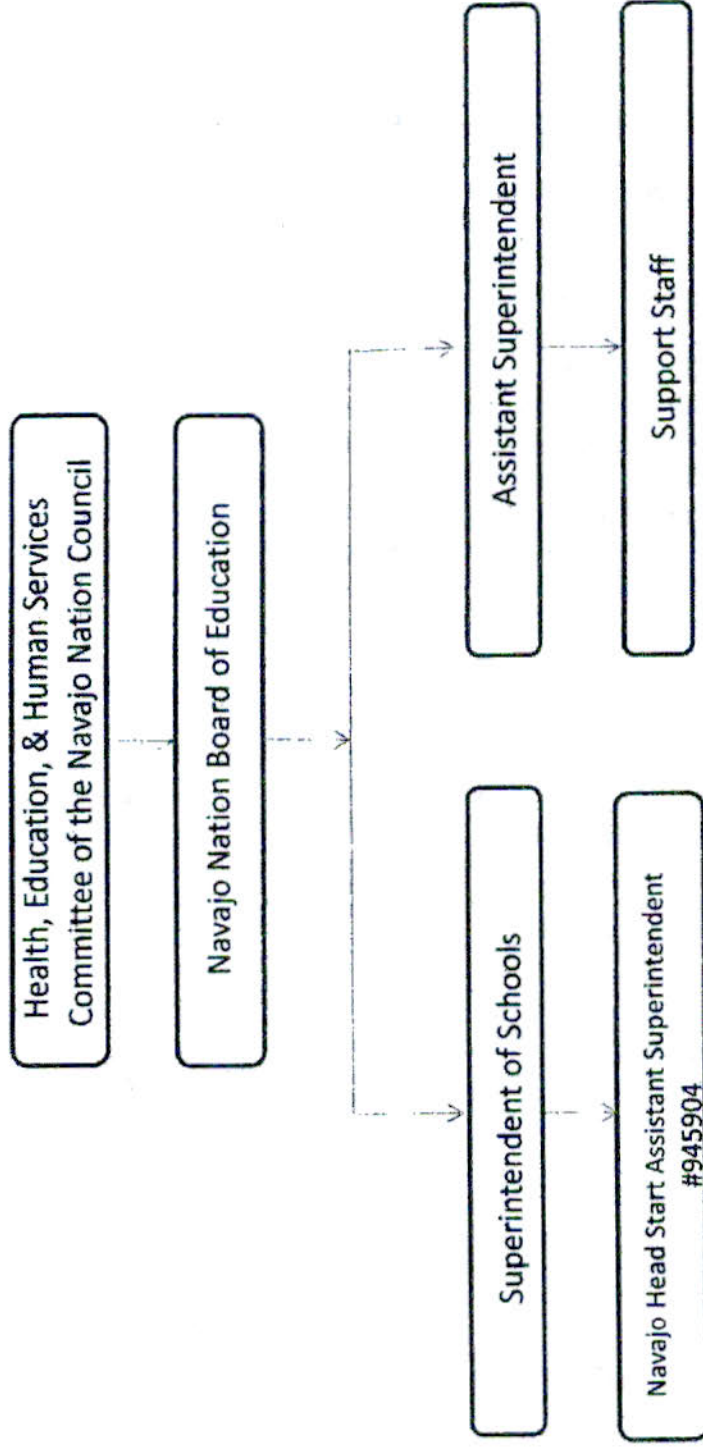 Health, Education, & Human Services
Committee of the Navajo Nation Council
Navajo Nation Board of Education
Superintendent of Schools
Assistant Superintendent
Navajo Head Start Assistant Superintendent
#945904
Support Staff